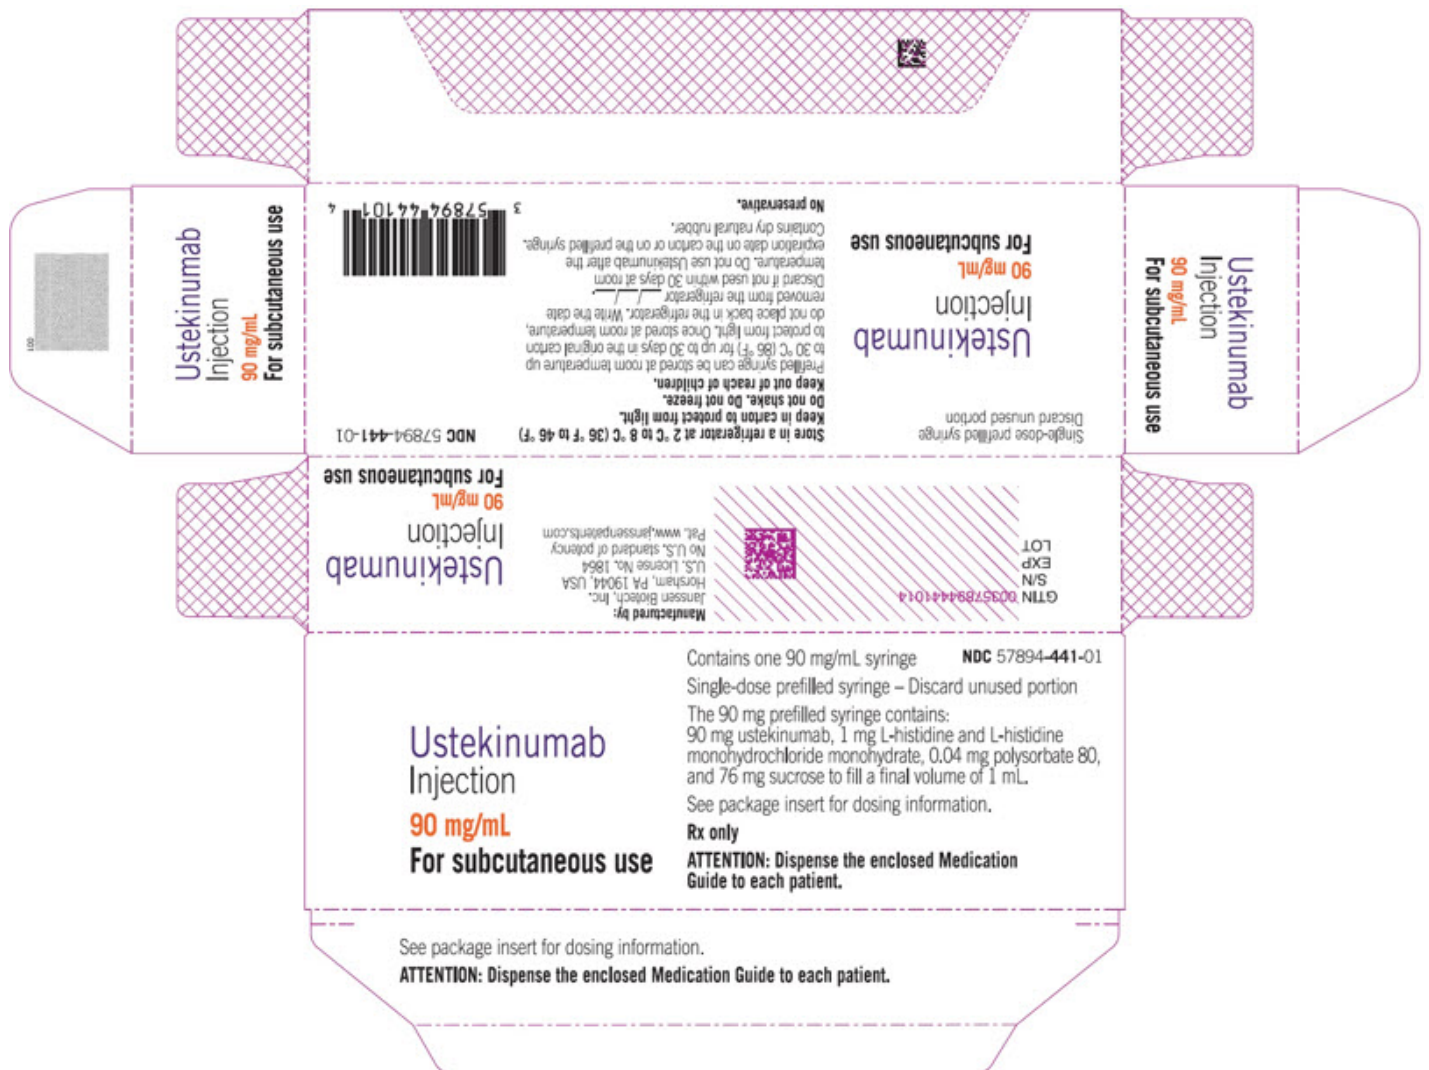 3 57894-44101 4
No preservative.
Contains dry natural rubber.
expiration date on the carton or on the prefilled syringe.
temperature. Do not use Ustekinumab after the
Discard if not used within 30 days at room
removed from the refrigerator ___/___/___.
do not place back in the refrigerator. Write the date
to protect from light. Once stored at room temperature,
to 30 °C (86 °F) for up to 30 days in the original carton
Prefilled syringe can be stored at room temperature up
Keep out of reach of children.
Do not shake. Do not freeze.
Keep in carton to protect from light.
Store in a refrigerator at 2 °C to 8 °C (36 °F to 46 °F)
NDC 57894-441-01
Ustekinumab
Injection
90 mg/mL
For subcutaneous use
Single-dose prefilled syringe
Discard unused portion
001
Ustekinumab
Injection
90 mg/mL
For subcutaneous use
Ustekinumab
Injection
90 mg/mL
For subcutaneous use
Ustekinumab
Injection
90 mg/mL
For subcutaneous use
Manufactured by:
Janssen Biotech, Inc.
Horsham, PA 19044, USA
U.S. License No. 1864
No U.S. standard of potency
Pat. www.janssenpatents.com
GTIN 00357894441014
S/N
EXP
LOT
Ustekinumab
Injection
90 mg/mL
For subcutaneous use
Contains one 90 mg/mL syringe NDC 57894-441-01
Single-dose prefilled syringe – Discard unused portion
The 90 mg prefilled syringe contains:
90 mg ustekinumab, 1 mg L-histidine and L-histidine
monohydrochloride monohydrate, 0.04 mg polysorbate 80,
and 76 mg sucrose to fill a final volume of 1 mL.
See package insert for dosing information.
Rx only
ATTENTION: Dispense the enclosed Medication
Guide to each patient.
See package insert for dosing information.
ATTENTION: Dispense the enclosed Medication Guide to each patient.